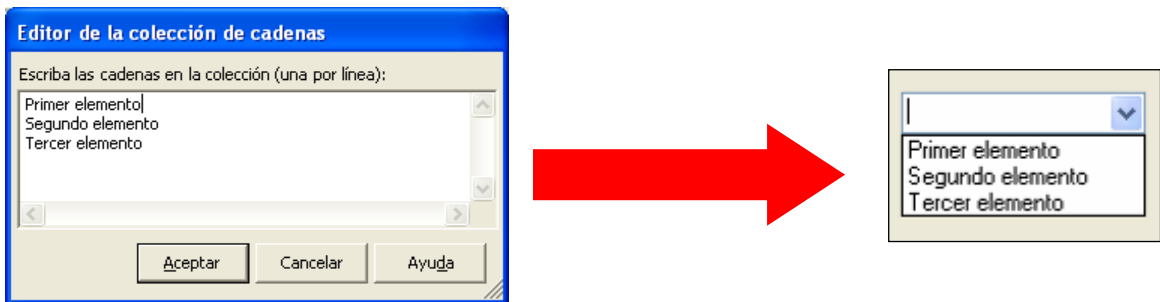 Editor de la colección de cadenas
Escriba las cadenas en la colección (una por línea):
Primer elemento
Segundo elemento
Tercer elemento
Aceptar
Cancelar
Ayuda
Primer elemento
Segundo elemento
Tercer elemento